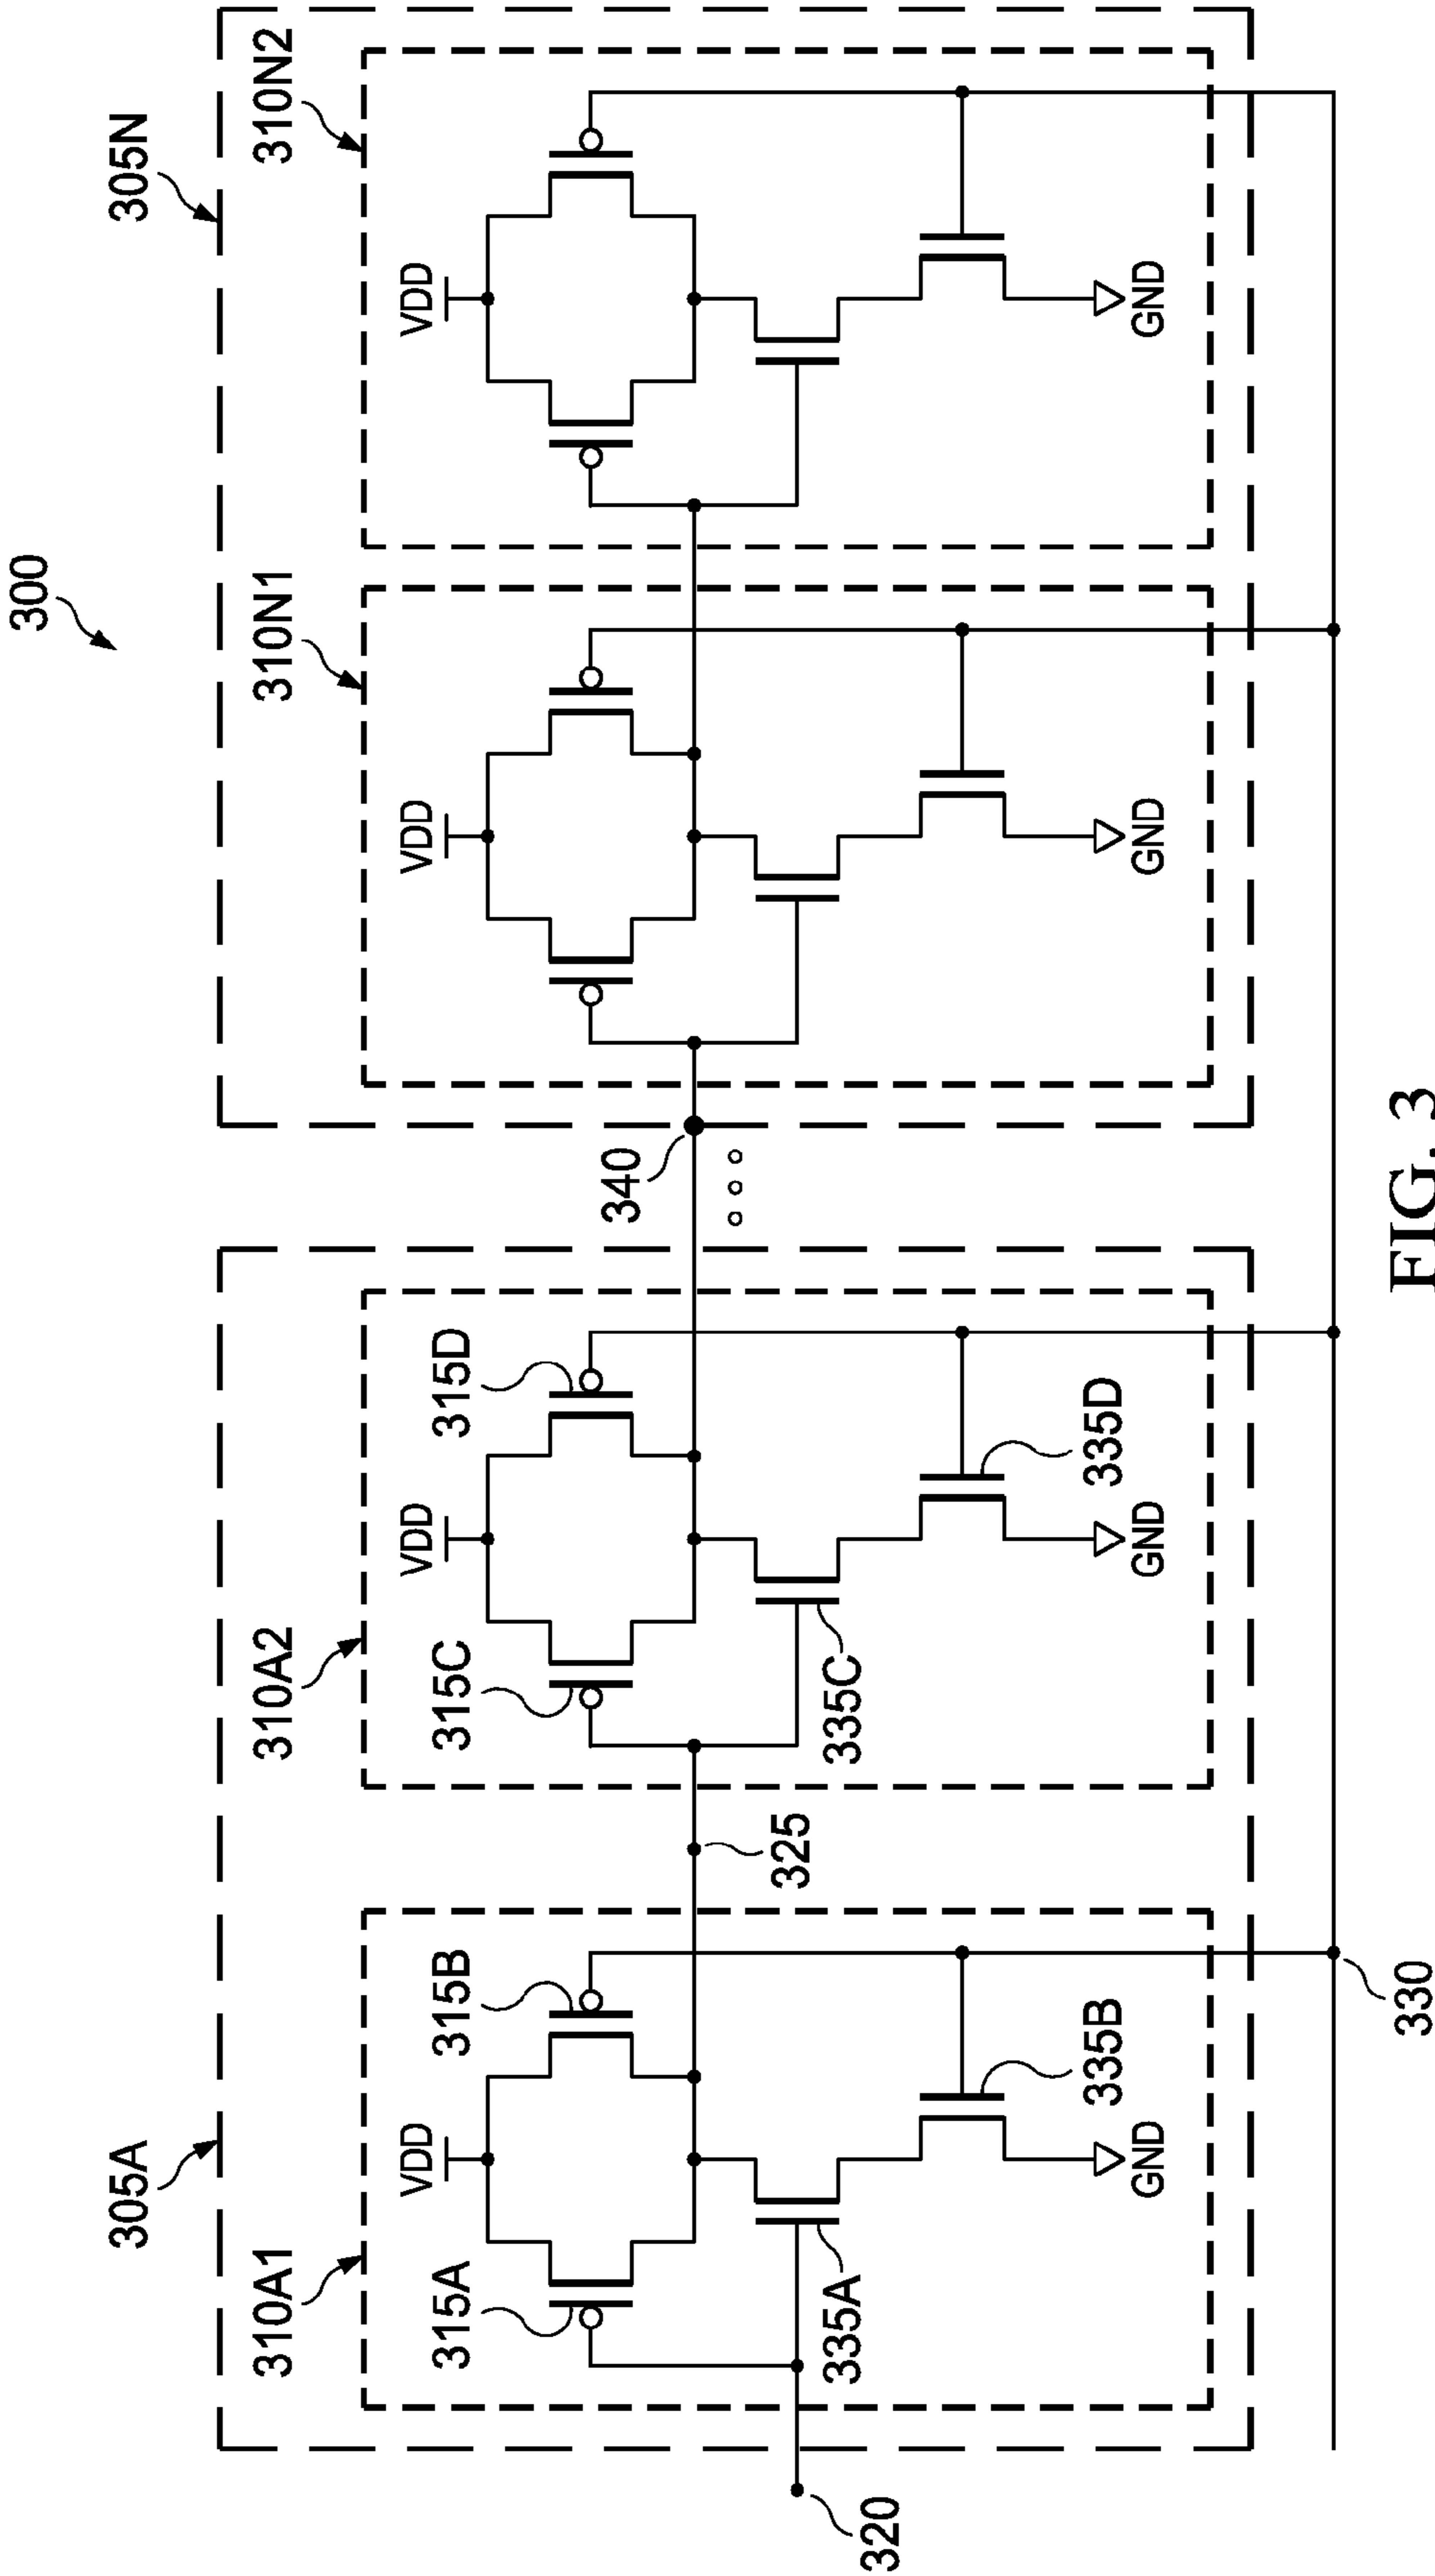 300
305A
305N
310A1
310A2
310N1
310N2
VDD
VDD
VDD
VDD
315A
315B
315C
315D
340
325
320
335A
335C
335B
335D
GND
GND
GND
GND
330
FIG. 3